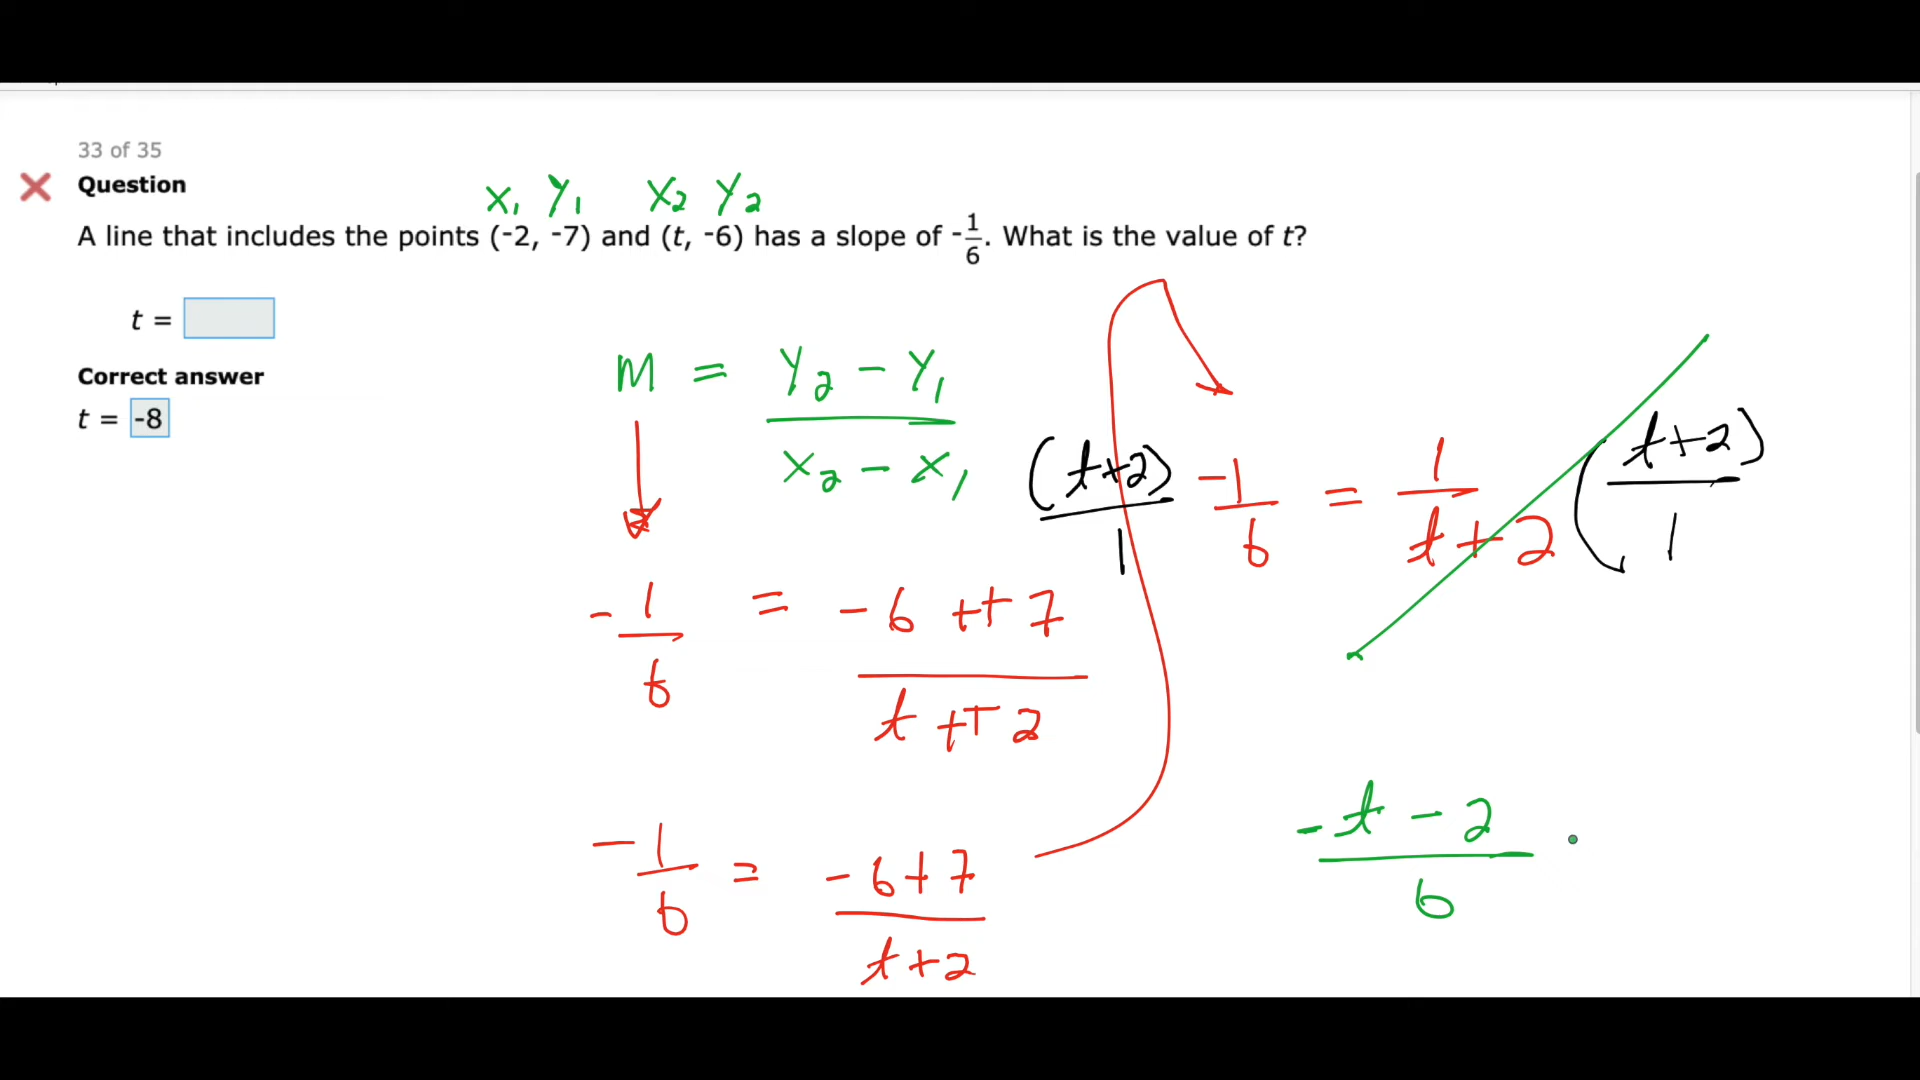 33 of 35
Question
x₁ y₁ x₂ y₂
A line that includes the points (-2, -7) and (t, -6) has a slope of -1/6. What is the value of t?
t =
Correct answer
t = -8
M = y₂ - y₁
x₂ - x₁
-1/6 = -6 ++ 7
t ++ 2
-1/6 = -6+7
t+2
(t+2)/1 -1/6 = 1/t+2 (t+2)/1
-t - 2
6